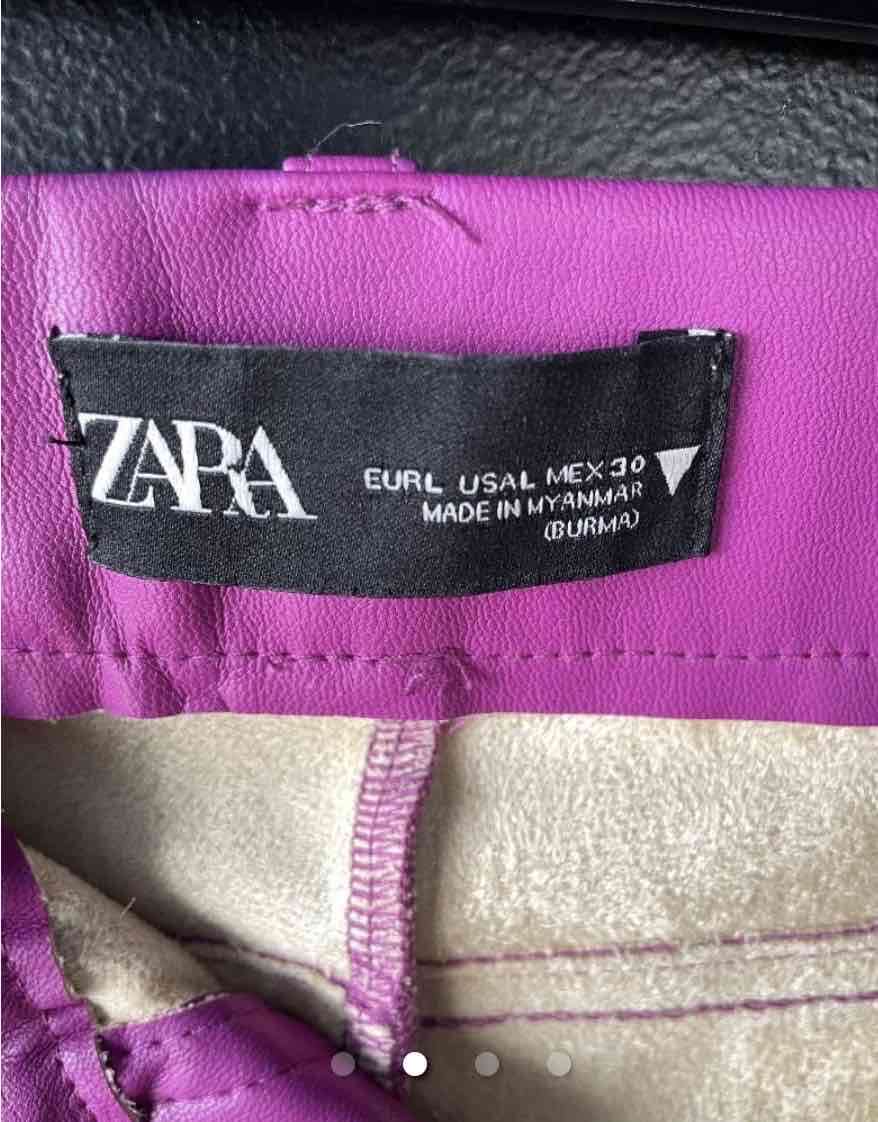 ZARA
EUR L USA L MEX 30
MADE IN MYANMAR
(BURMA)